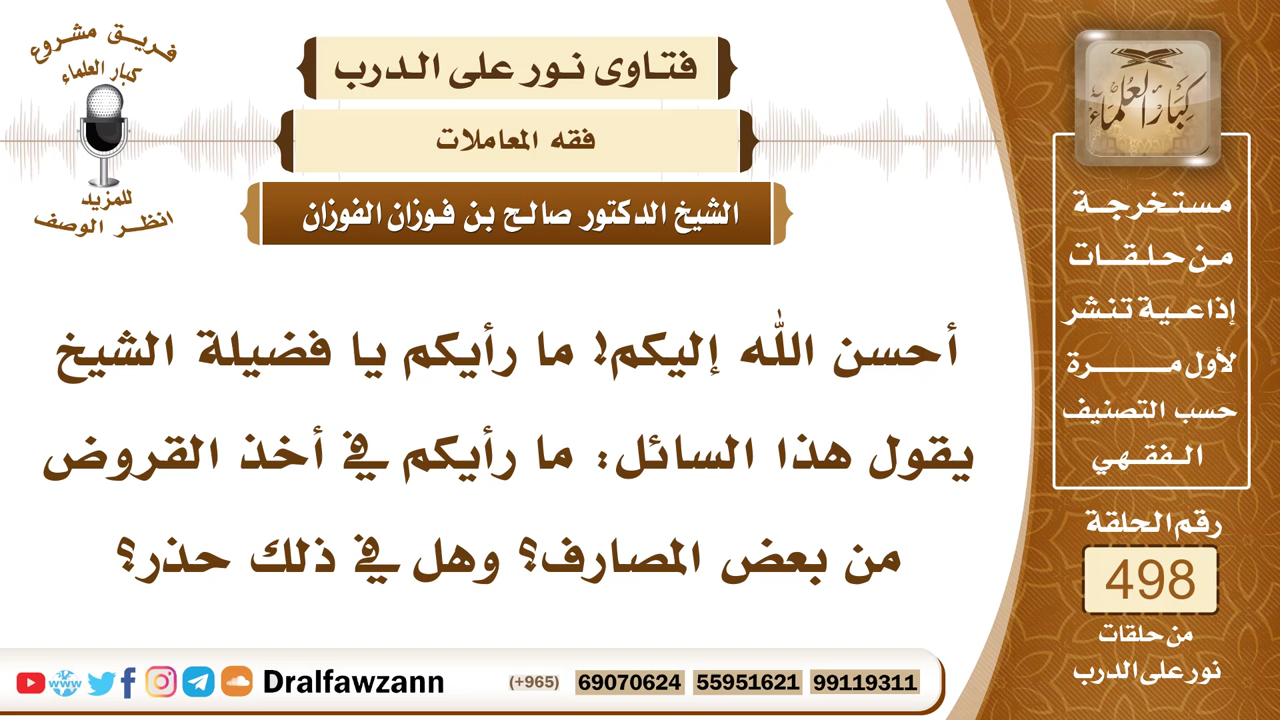 فريق مشروع
كبار العلماء
للمزيد
انظر الوصف
فتاوى نور على الدرب
فقه المعاملات
الشيخ الدكتور صالح بن فوزان الفوزان
أحسن الله إليكم! ما رأيكم يا فضيلة الشيخ
يقول هذا السائل: ما رأيكم في أخذ القروض
من بعض المصارف؟ وهل في ذلك حذر؟
كبار العلماء
مستخرجة
من حلقات
إذاعية تنشر
لأول مرة
حسب التصنيف
الفقهي
رقم الحلقة
498
من حلقات
نور على الدرب
www
Dralfawzann
(+965) 69070624 55951621 99119311